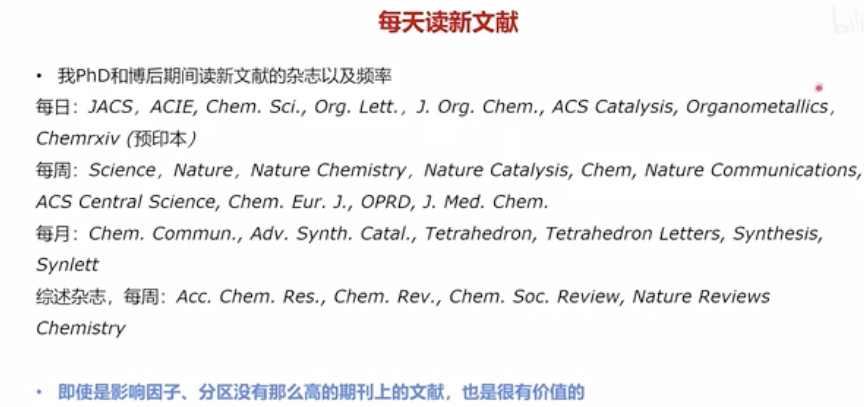 每天读新文献
• 我PhD和博后期间读新文献的杂志以及频率
每日：JACS，ACIE, Chem. Sci., Org. Lett.，J. Org. Chem., ACS Catalysis, Organometallics，
Chemrxiv (预印本）
每周：Science，Nature，Nature Chemistry，Nature Catalysis, Chem, Nature Communications,
ACS Central Science, Chem. Eur. J., OPRD, J. Med. Chem.
每月：Chem. Commun., Adv. Synth. Catal., Tetrahedron, Tetrahedron Letters, Synthesis,
Synlett
综述杂志，每周：Acc. Chem. Res., Chem. Rev., Chem. Soc. Review, Nature Reviews
Chemistry
• 即使是影响因子、分区没有那么高的期刊上的文献，也是很有价值的